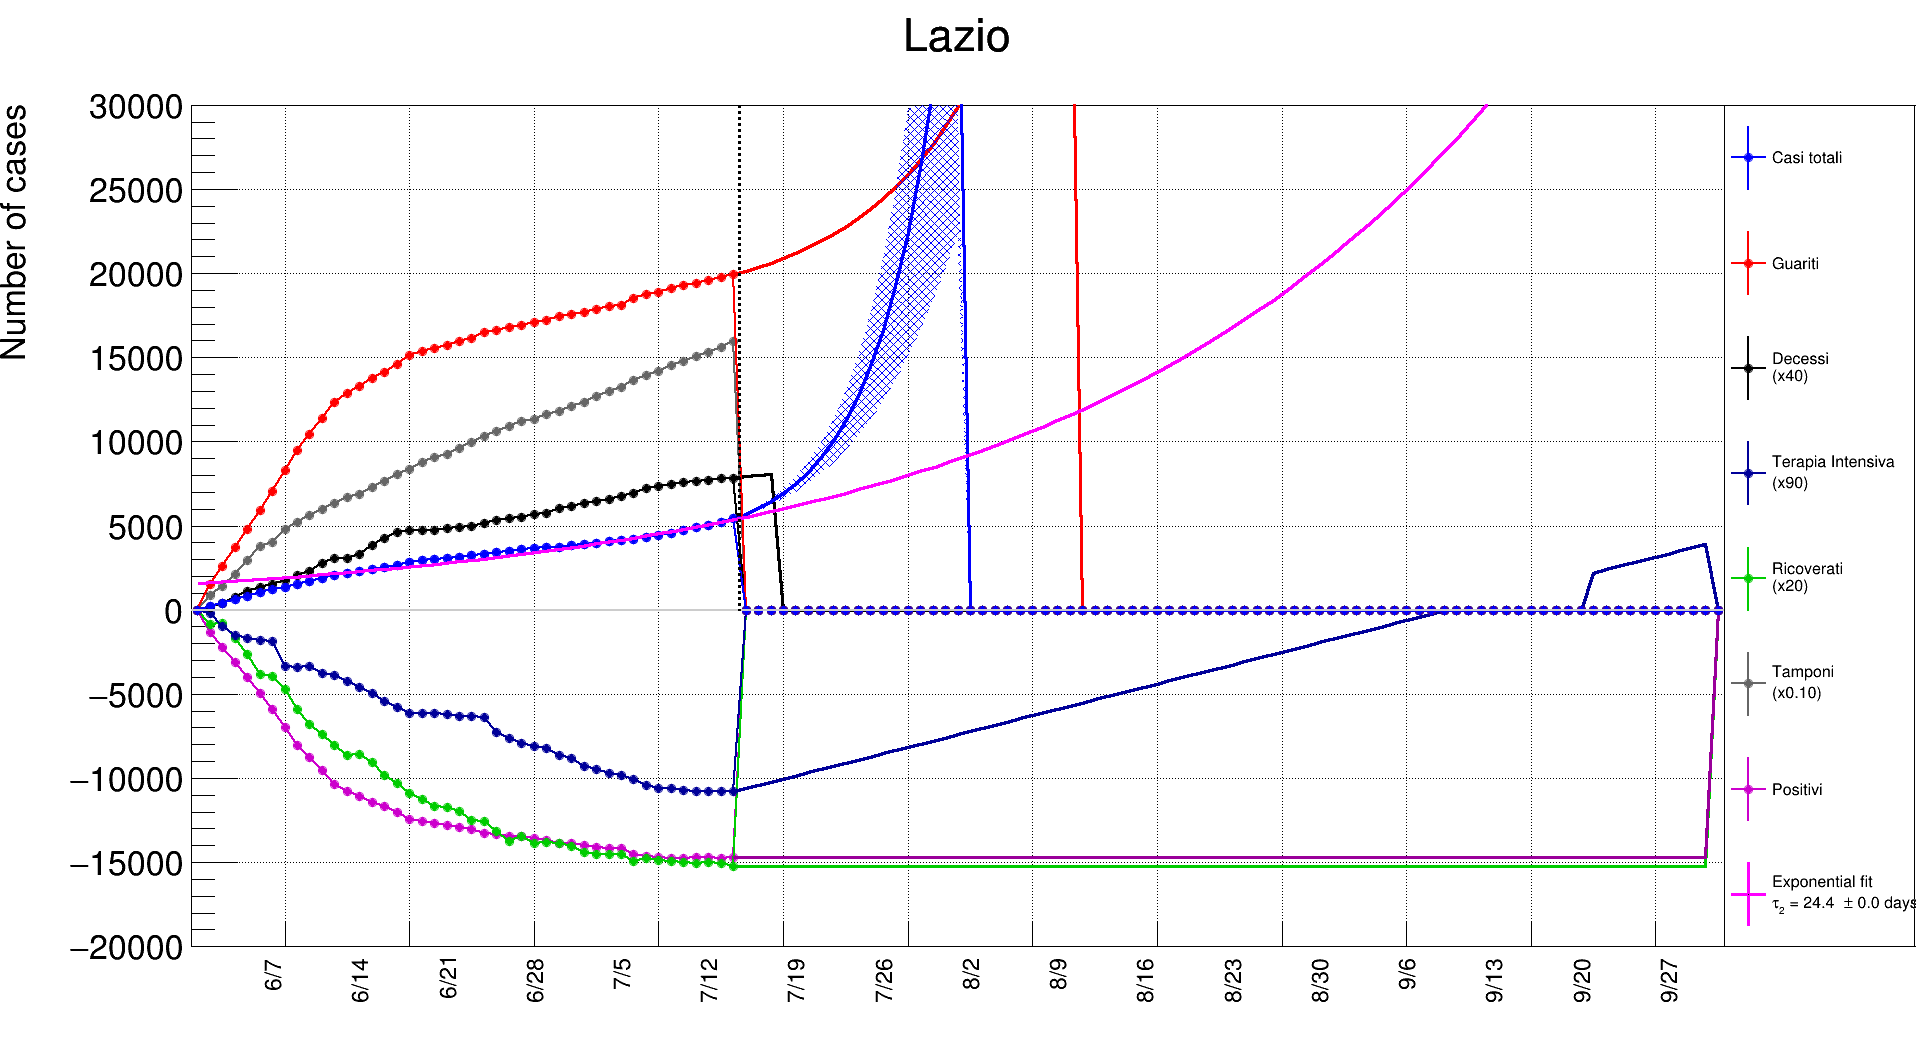 Lazio
Number of cases
30000
25000
20000
15000
10000
5000
0
−5000
−10000
−15000
−20000
6/7
6/14
6/21
6/28
7/5
7/12
7/19
7/26
8/2
8/9
8/16
8/23
8/30
9/6
9/13
9/20
9/27
Casi totali
Guariti
Decessi
(x40)
Terapia Intensiva
(x90)
Ricoverati
(x20)
Tamponi
(x0.10)
Positivi
Exponential fit
τ2 = 24.4 ± 0.0 days